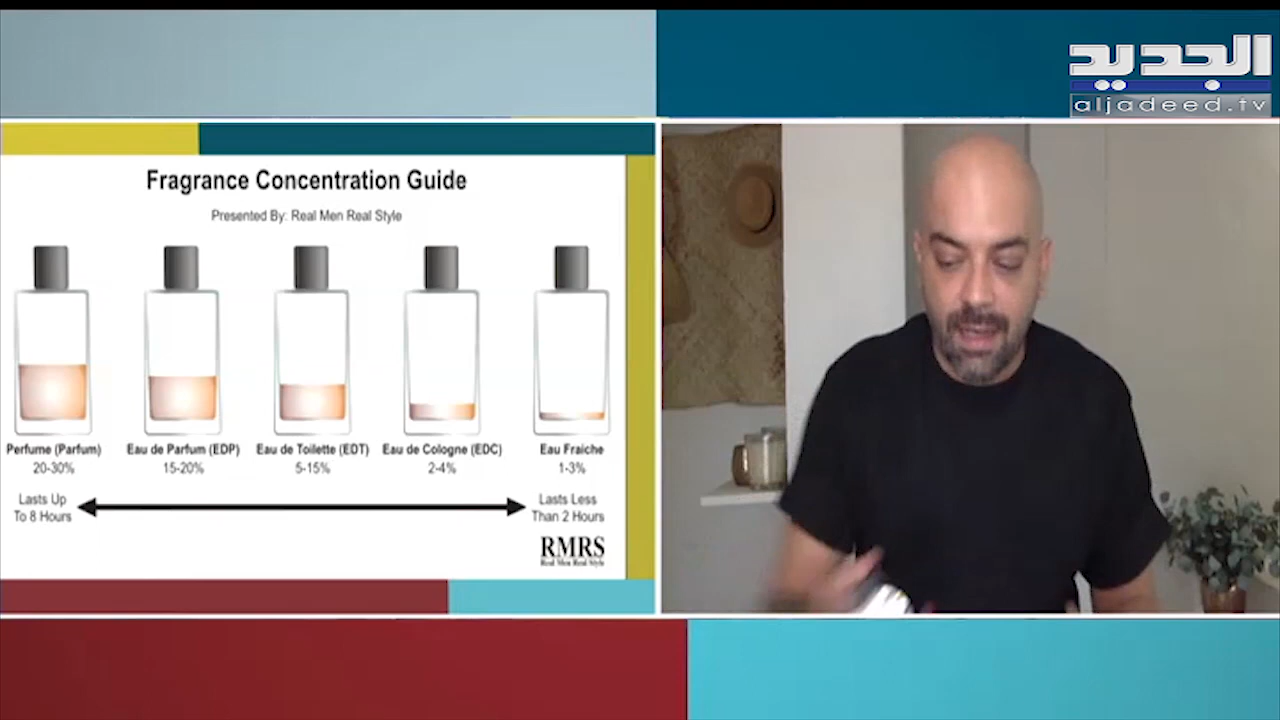 الجديد
aljadeed.tv
Fragrance Concentration Guide
Presented By: Real Men Real Style
Perfume (Parfum)
20-30%
Eau de Parfum (EDP)
15-20%
Eau de Toilette (EDT)
5-15%
Eau de Cologne (EDC)
2-4%
Eau Fraiche
1-3%
Lasts Up
To 8 Hours
Lasts Less
Than 2 Hours
RMRS
Real Men Real Style